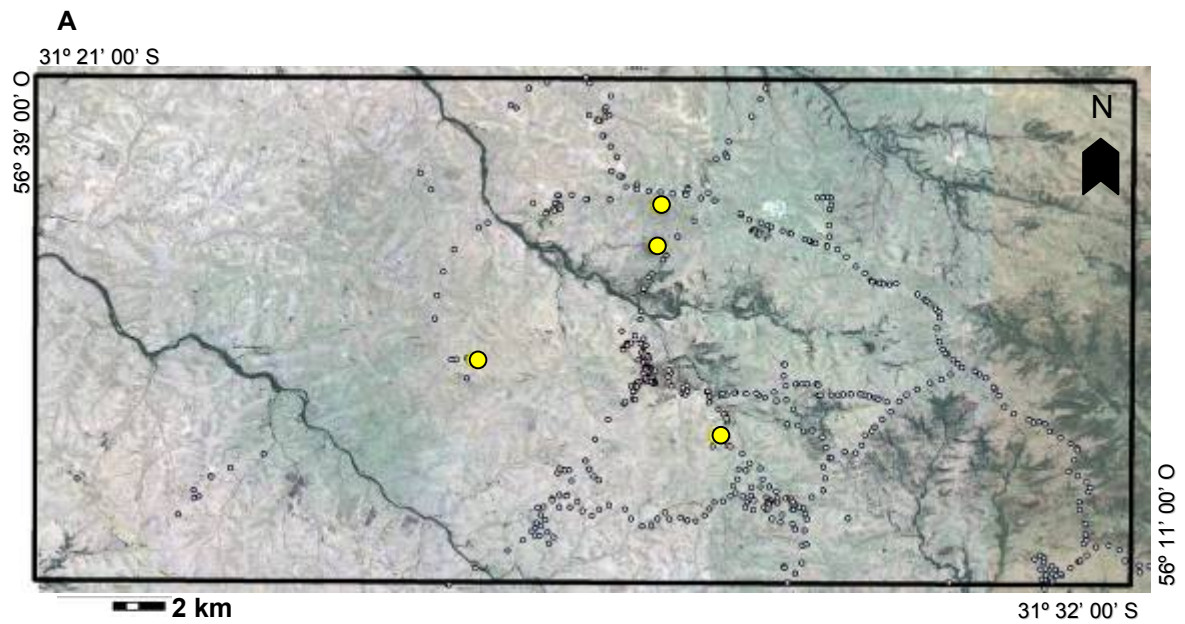 A
31º 21’ 00’ S
56º 39’ 00’ O
N
56º 11’ 00’ O
2 km
31º 32’ 00’ S